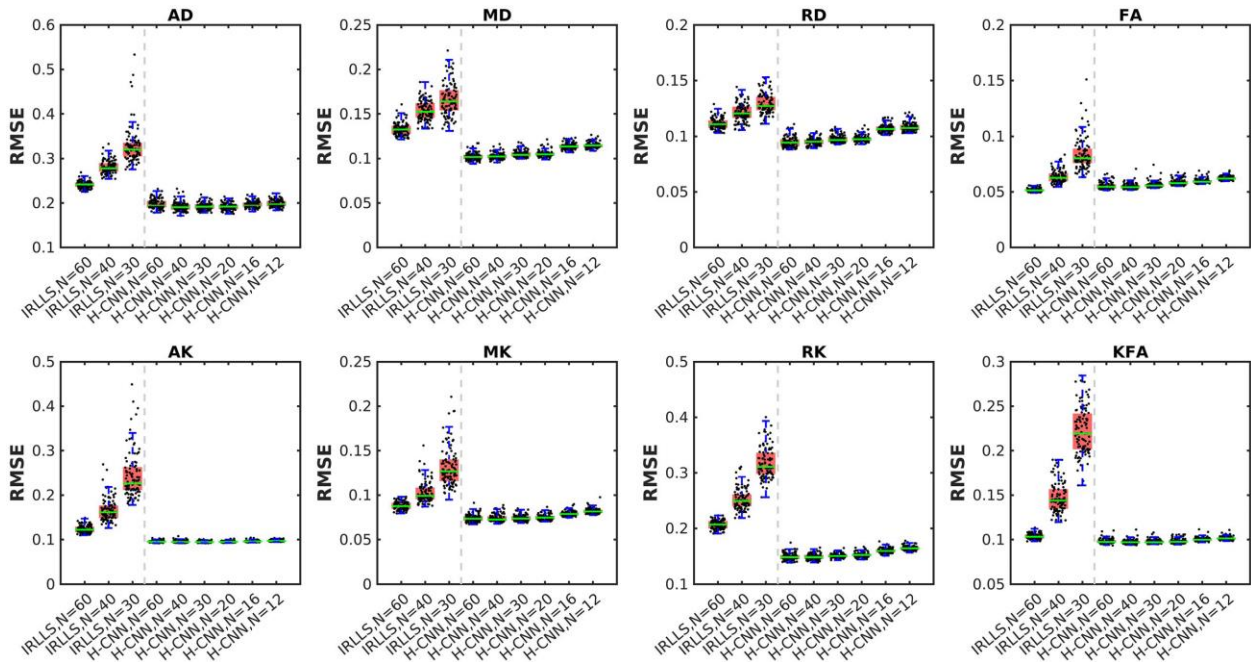 AD
RMSE
0.6
0.5
0.4
0.3
0.2
0.1
IRLLS,N=60
IRLLS,N=40
IRLLS,N=30
H-CNN,N=60
H-CNN,N=40
H-CNN,N=30
H-CNN,N=20
H-CNN,N=16
H-CNN,N=12
MD
RMSE
0.25
0.2
0.15
0.1
0.05
0
IRLLS,N=60
IRLLS,N=40
IRLLS,N=30
H-CNN,N=60
H-CNN,N=40
H-CNN,N=30
H-CNN,N=20
H-CNN,N=16
H-CNN,N=12
RD
RMSE
0.2
0.15
0.1
0.05
0
IRLLS,N=60
IRLLS,N=40
IRLLS,N=30
H-CNN,N=60
H-CNN,N=40
H-CNN,N=30
H-CNN,N=20
H-CNN,N=16
H-CNN,N=12
FA
RMSE
0.2
0.15
0.1
0.05
0
IRLLS,N=60
IRLLS,N=40
IRLLS,N=30
H-CNN,N=60
H-CNN,N=40
H-CNN,N=30
H-CNN,N=20
H-CNN,N=16
H-CNN,N=12
AK
RMSE
0.5
0.4
0.3
0.2
0.1
0
IRLLS,N=60
IRLLS,N=40
IRLLS,N=30
H-CNN,N=60
H-CNN,N=40
H-CNN,N=30
H-CNN,N=20
H-CNN,N=16
H-CNN,N=12
MK
RMSE
0.25
0.2
0.15
0.1
0.05
0
IRLLS,N=60
IRLLS,N=40
IRLLS,N=30
H-CNN,N=60
H-CNN,N=40
H-CNN,N=30
H-CNN,N=20
H-CNN,N=16
H-CNN,N=12
RK
RMSE
0.5
0.4
0.3
0.2
0.1
IRLLS,N=60
IRLLS,N=40
IRLLS,N=30
H-CNN,N=60
H-CNN,N=40
H-CNN,N=30
H-CNN,N=20
H-CNN,N=16
H-CNN,N=12
KFA
RMSE
0.3
0.25
0.2
0.15
0.1
0.05
IRLLS,N=60
IRLLS,N=40
IRLLS,N=30
H-CNN,N=60
H-CNN,N=40
H-CNN,N=30
H-CNN,N=20
H-CNN,N=16
H-CNN,N=12